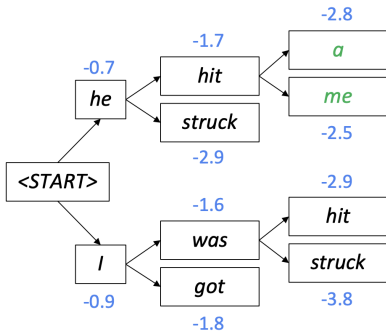 -2.8
-1.7
a
-0.7
hit
he
me
struck
-2.5
-2.9
<START>
-2.9
-1.6
hit
was
I
struck
got
-0.9
-3.8
-1.8